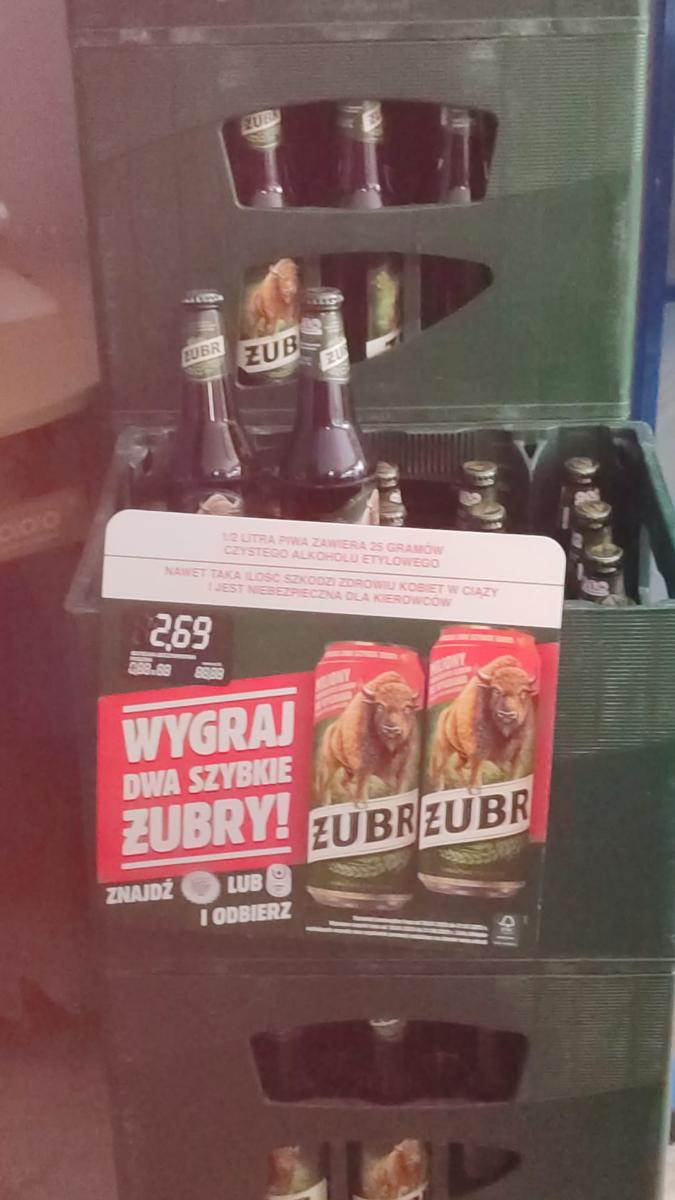 ŻUBR
ŻUBR
ŻUBR
1/2 LITRA PIWA ZAWIERA 25 GRAMÓW
CZYSTEGO ALKOHOLU ETYLOWEGO
NAWET TAKA ILOŚĆ SZKODZI ZDROWIU KOBIET W CIĄŻY
I JEST NIEBEZPIECZNA DLA KIEROWCÓW
2,69
WYGRAJ
DWA SZYBKIE
ŻUBRY!
ŻUBR ŻUBR
ZNAJDŹ LUB
I ODBIERZ
FSC